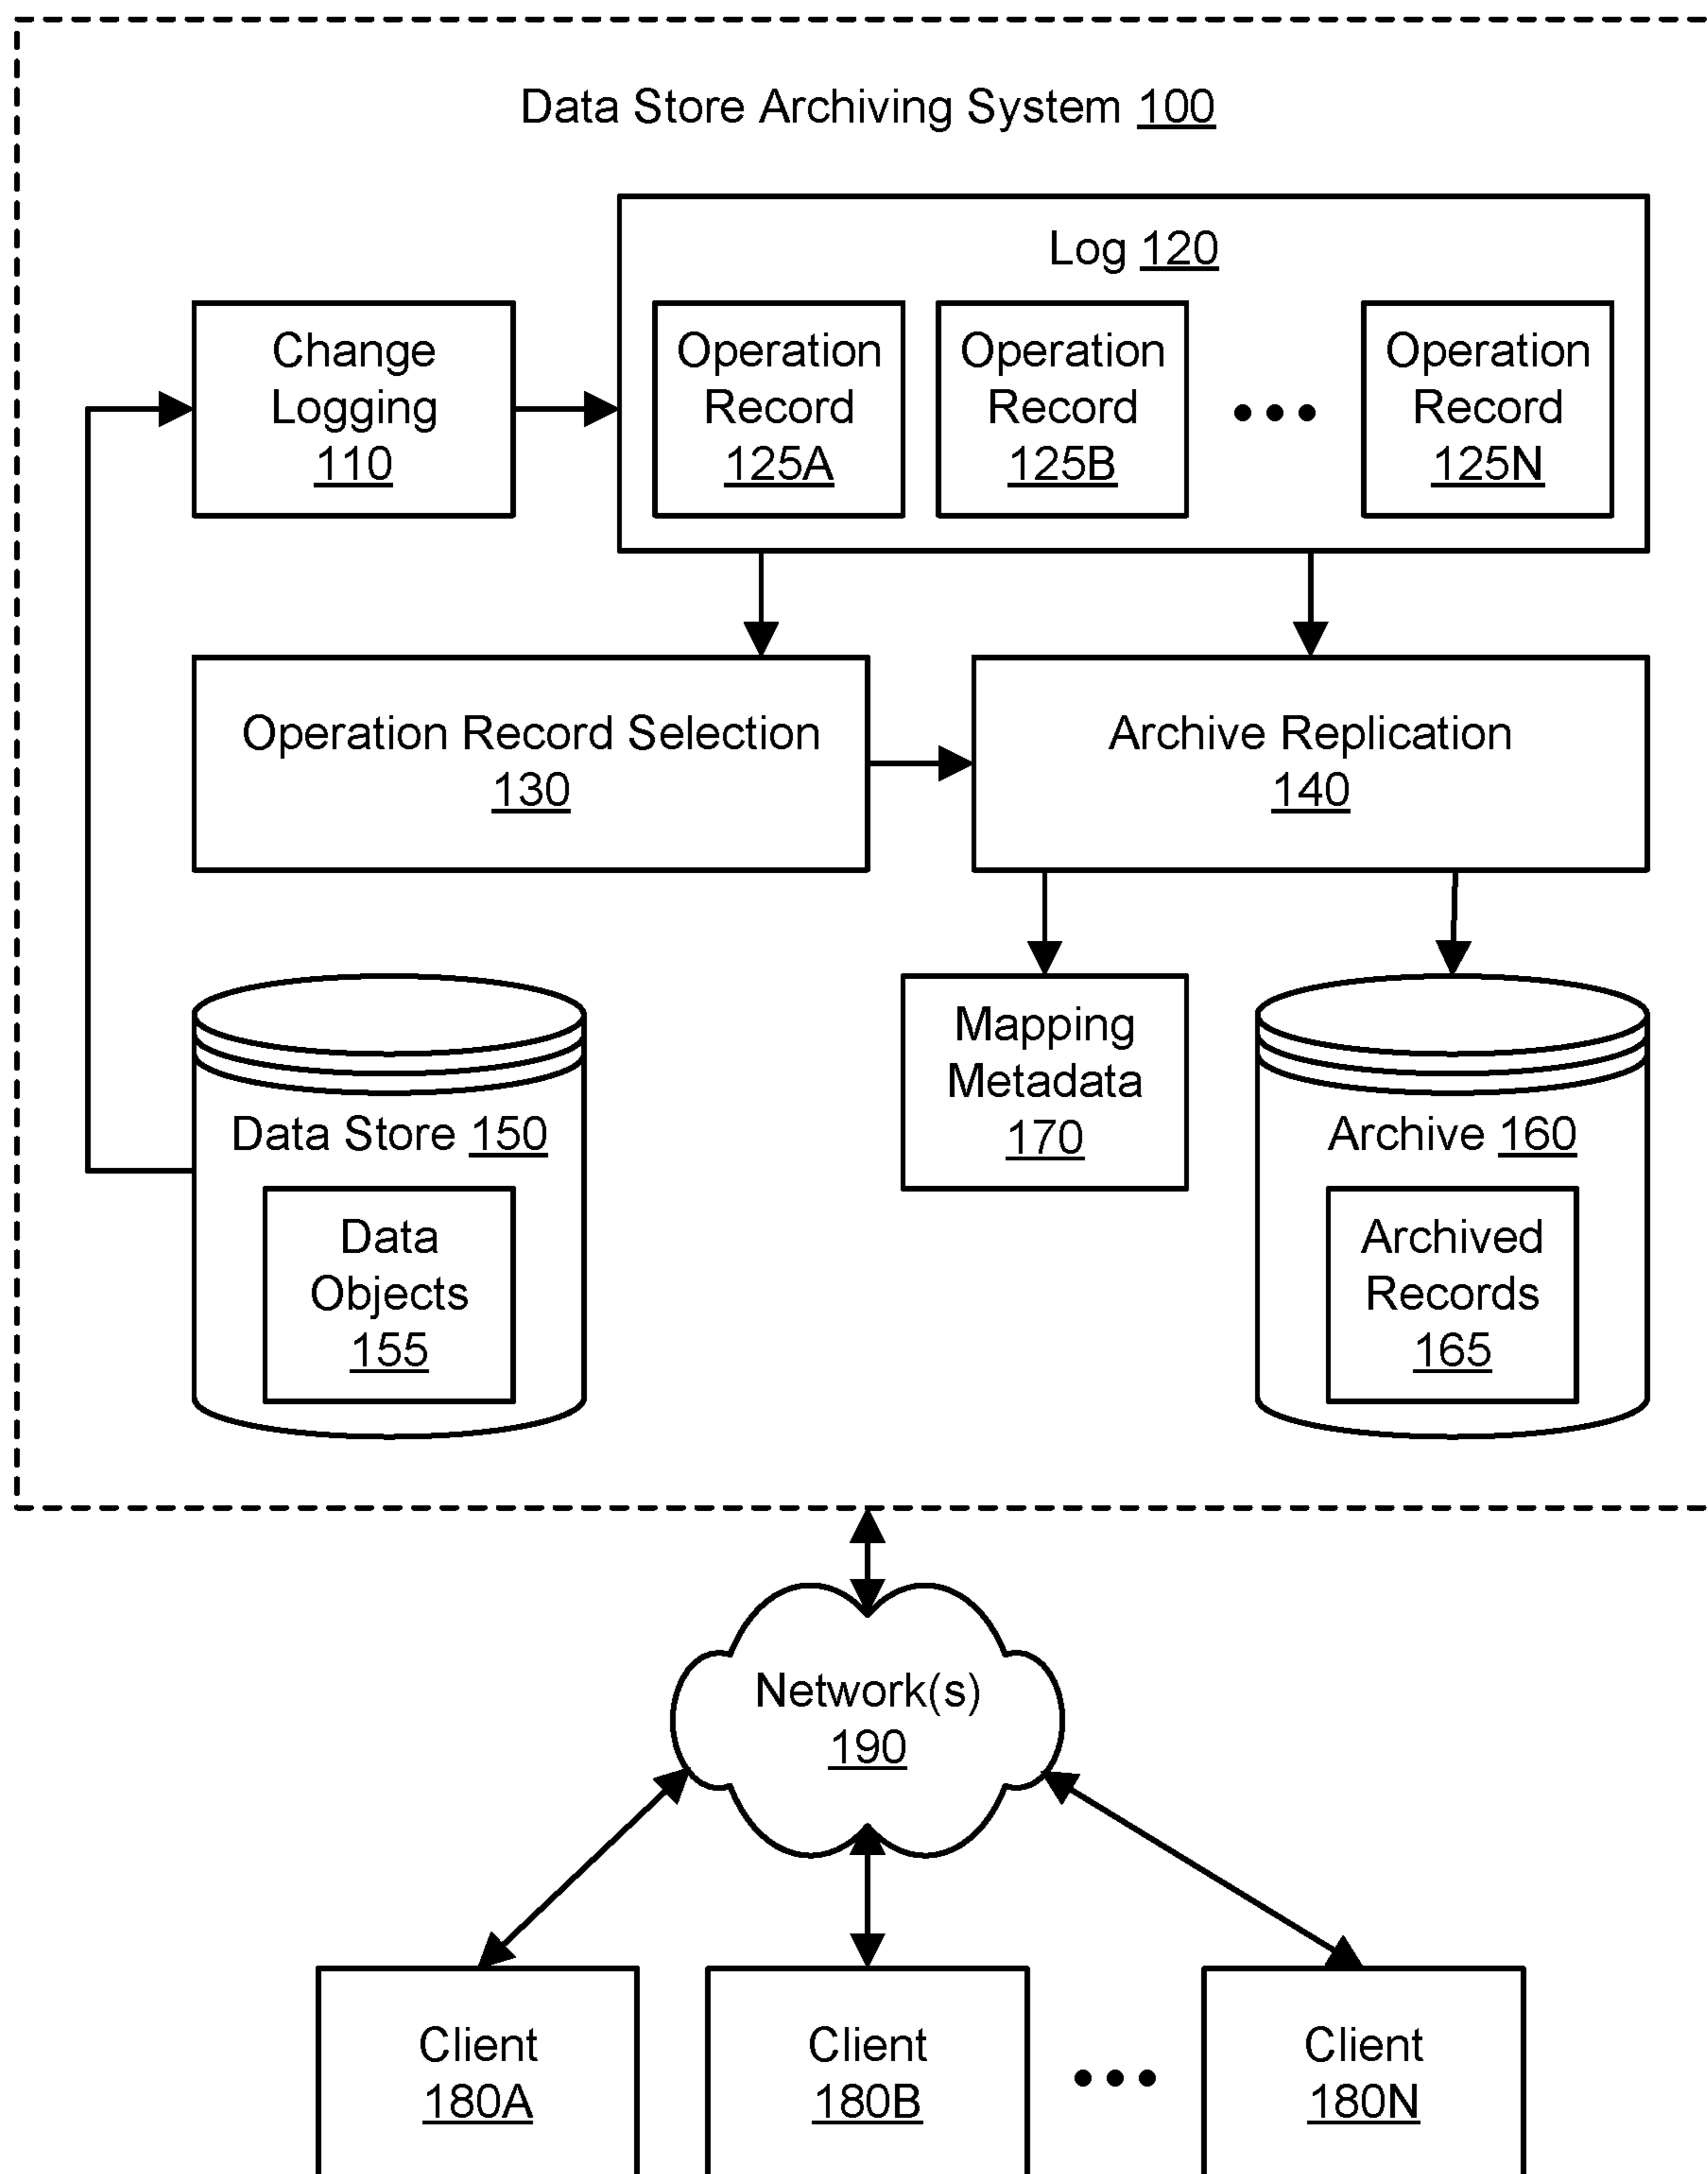 Data Store Archiving System 100
Log 120
Change
Logging
110
Operation
Record
125A
Operation
Record
125B
Operation
Record
125N
Operation Record Selection
130
Archive Replication
140
Data Store 150
Data
Objects
155
Mapping
Metadata
170
Archive 160
Archived
Records
165
Network(s)
190
Client
180A
Client
180B
Client
180N